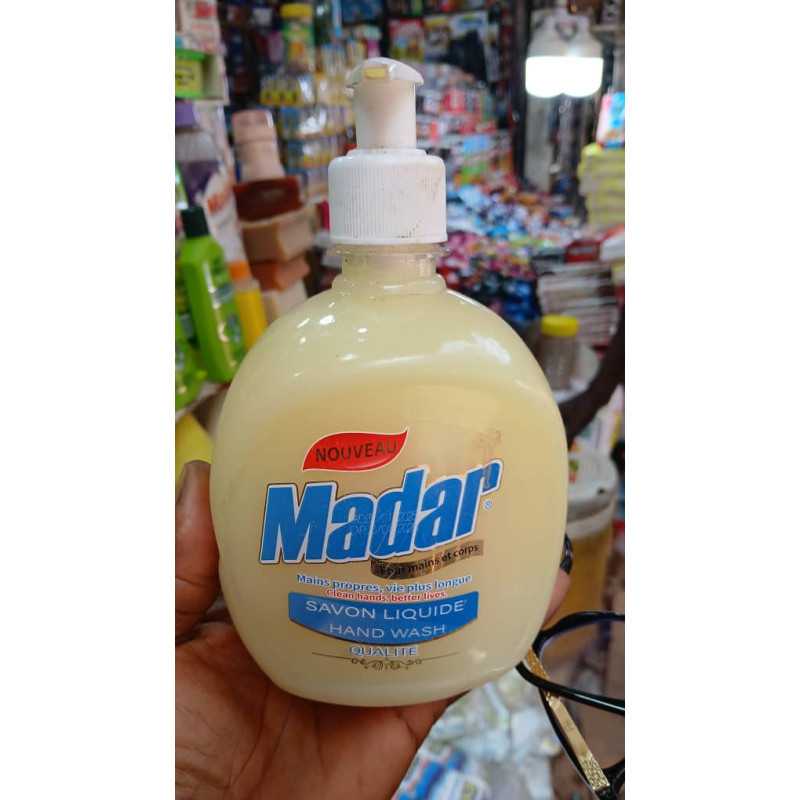 NOUVEAU
Madar
®
Pour mains et corps
Mains propres, vie plus longue
Clean hands, better lives.
SAVON LIQUIDE
HAND WASH
QUALITÉ